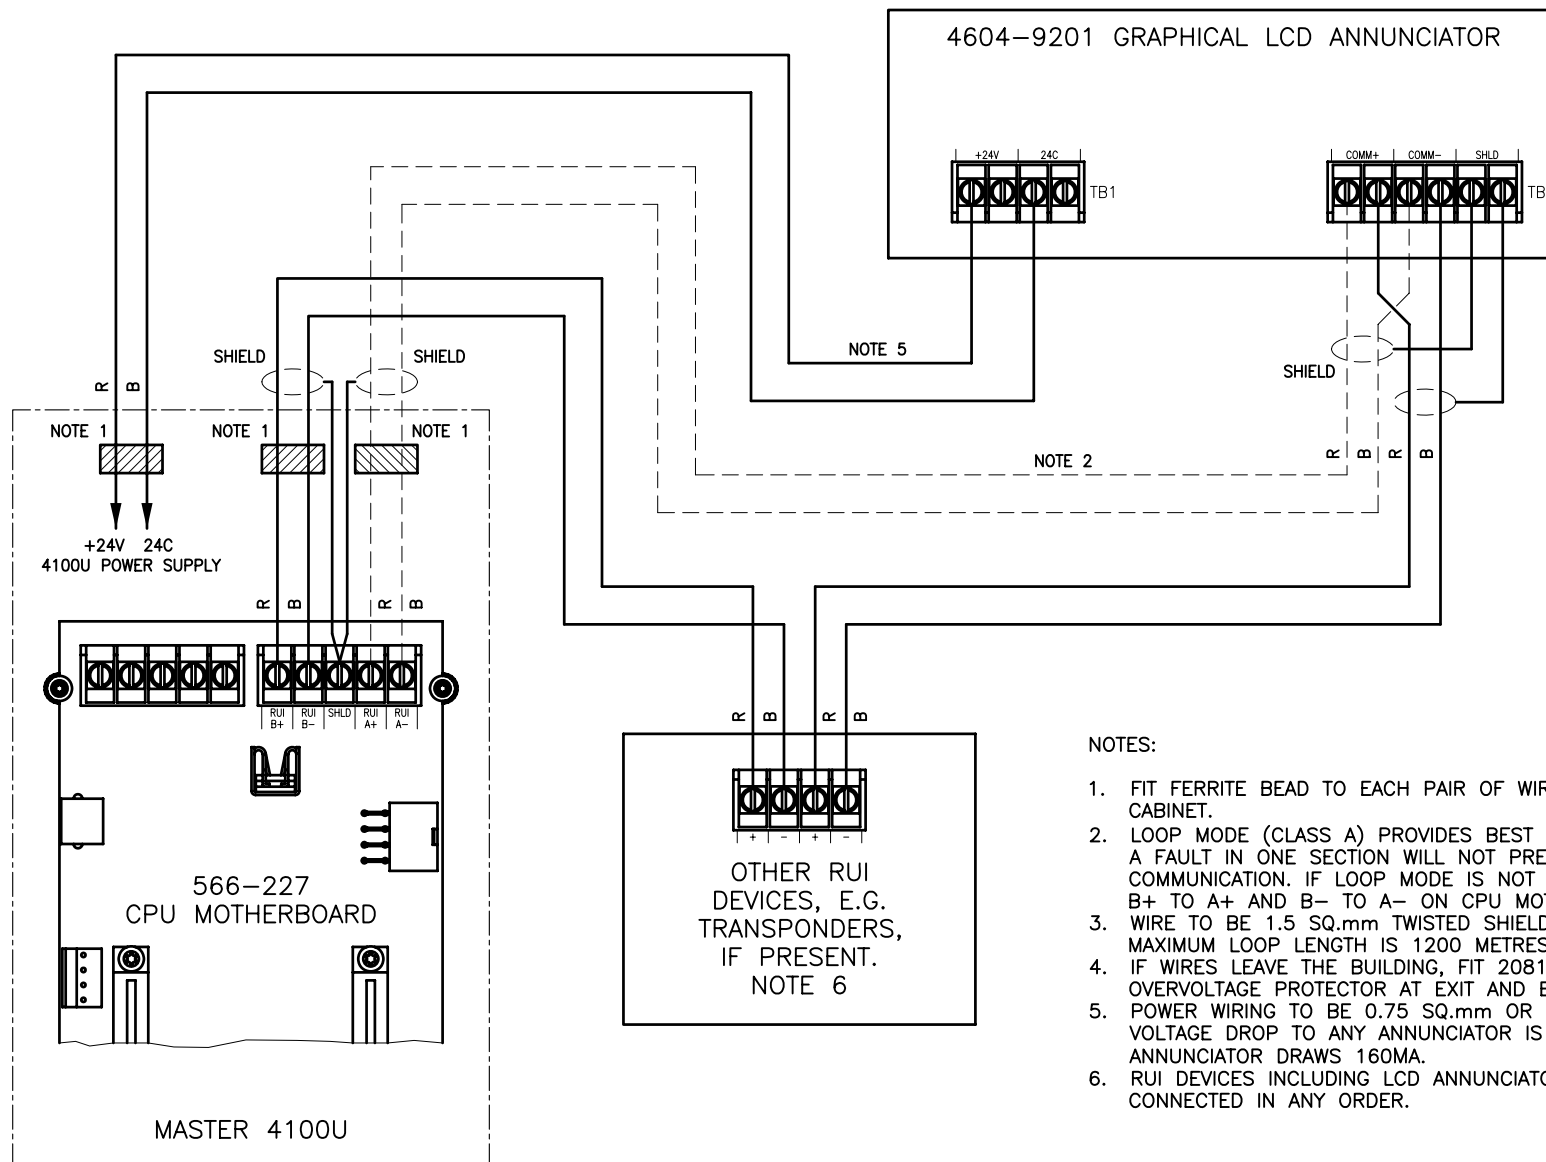 4604-9201 GRAPHICAL LCD ANNUNCIATOR
+24V 24C
TB1
COMM+ COMM- SHLD
TB
NOTE 5
SHIELD SHIELD
SHIELD
R B
NOTE 1 NOTE 1 NOTE 1
NOTE 2
R B R B
+24V 24C
4100U POWER SUPPLY
R B R B
RUI B+ RUI B- SHLD RUI A+ RUI A-
R B R B
+ - + -
OTHER RUI
DEVICES, E.G.
TRANSPONDERS,
IF PRESENT.
NOTE 6
566-227
CPU MOTHERBOARD
MASTER 4100U
NOTES:
1. FIT FERRITE BEAD TO EACH PAIR OF
CABINET.
2. LOOP MODE (CLASS A) PROVIDES BEST
A FAULT IN ONE SECTION WILL NOT PRE
COMMUNICATION. IF LOOP MODE IS NOT
B+ TO A+ AND B- TO A- ON CPU MO
3. WIRE TO BE 1.5 SQ.mm TWISTED SHIELD
MAXIMUM LOOP LENGTH IS 1200 METRES
4. IF WIRES LEAVE THE BUILDING, FIT 2081
OVERVOLTAGE PROTECTOR AT EXIT AND
5. POWER WIRING TO BE 0.75 SQ.mm OR
VOLTAGE DROP TO ANY ANNUNCIATOR IS
ANNUNCIATOR DRAWS 160MA.
6. RUI DEVICES INCLUDING LCD ANNUNCIATO
CONNECTED IN ANY ORDER.